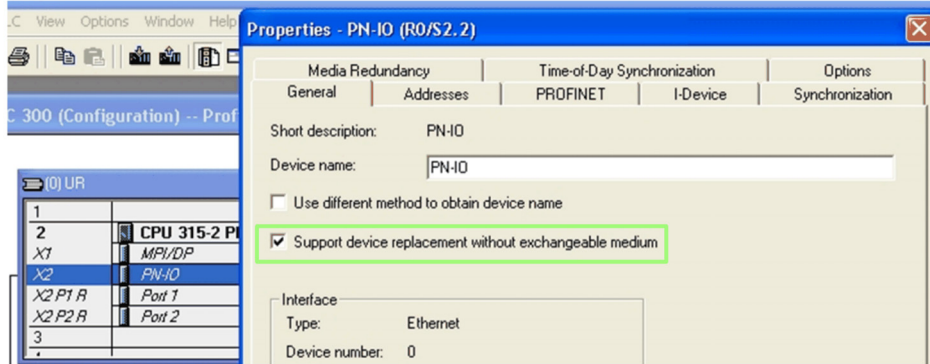 View Options Window Help
Properties - PN-IO (R0/S2.2)
Media Redundancy Time-of-Day Synchronization Options
General Addresses PROFINET I-Device Synchronization
300 (Configuration) -- Prof
Short description: PN-IO
Device name: PN-IO
Use different method to obtain device name
Support device replacement without exchangeable medium
(0) UR
1
2 CPU 315-2
X1 MPI/DP
X2 PN-IO
X2 P1 R Port 1
X2 P2 R Port 2
3
Interface
Type: Ethernet
Device number: 0